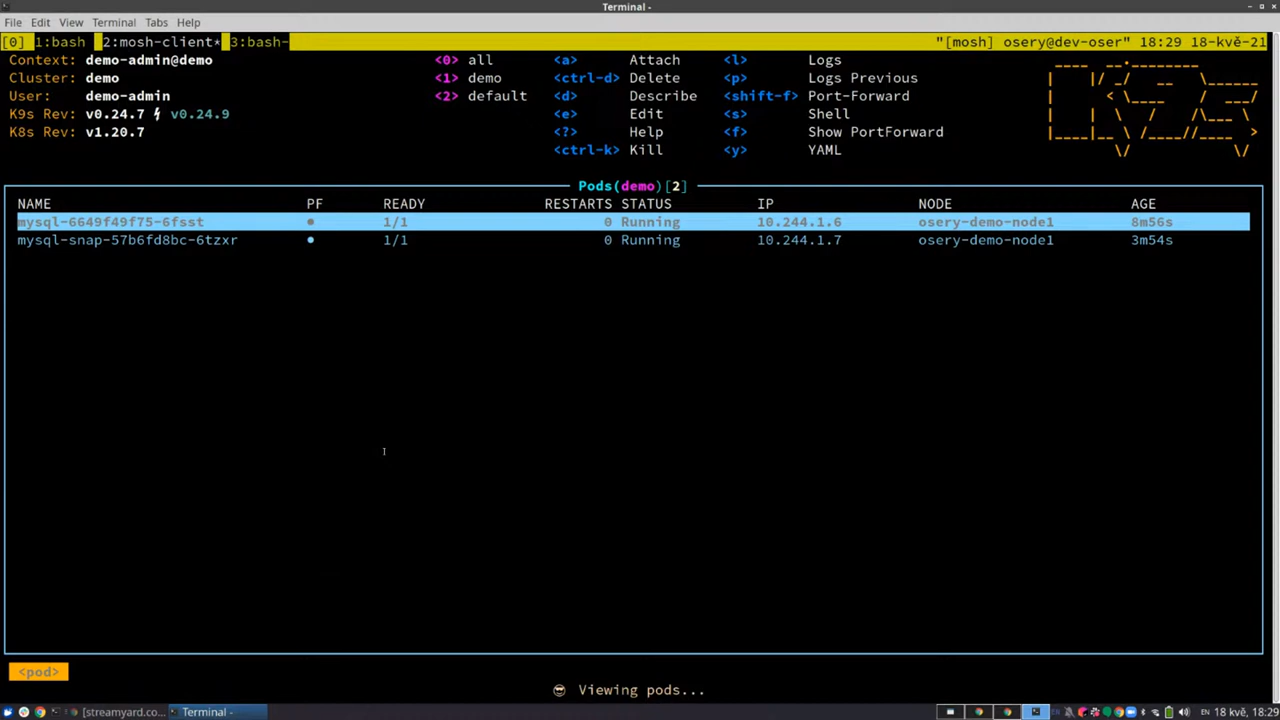 Terminal -
File Edit View Terminal Tabs Help
[0] 1:bash 2:mosh-client* 3:bash- "[mosh] osery@dev-oser" 18:29 18-kvě-21
Context: demo-admin@demo <0> all <a> Attach <l> Logs
Cluster: demo <1> demo <ctrl-d> Delete <p> Logs Previous
User: demo-admin <2> default <d> Describe <shift-f> Port-Forward
K9s Rev: v0.24.7 ⚡ v0.24.9 <e> Edit <s> Shell
K8s Rev: v1.20.7 <?> Help <f> Show PortForward
<ctrl-k> Kill <y> YAML
Pods(demo)[2]
NAME PF READY RESTARTS STATUS IP NODE AGE
mysql-6649f49f75-6fsst ● 1/1 0 Running 10.244.1.6 osery-demo-node1 8m56s
mysql-snap-57b6fd8bc-6tzxr ● 1/1 0 Running 10.244.1.7 osery-demo-node1 3m54s
<pod>
😎 Viewing pods...
[streamyard.co... Terminal - EN 18 kvě, 18:29